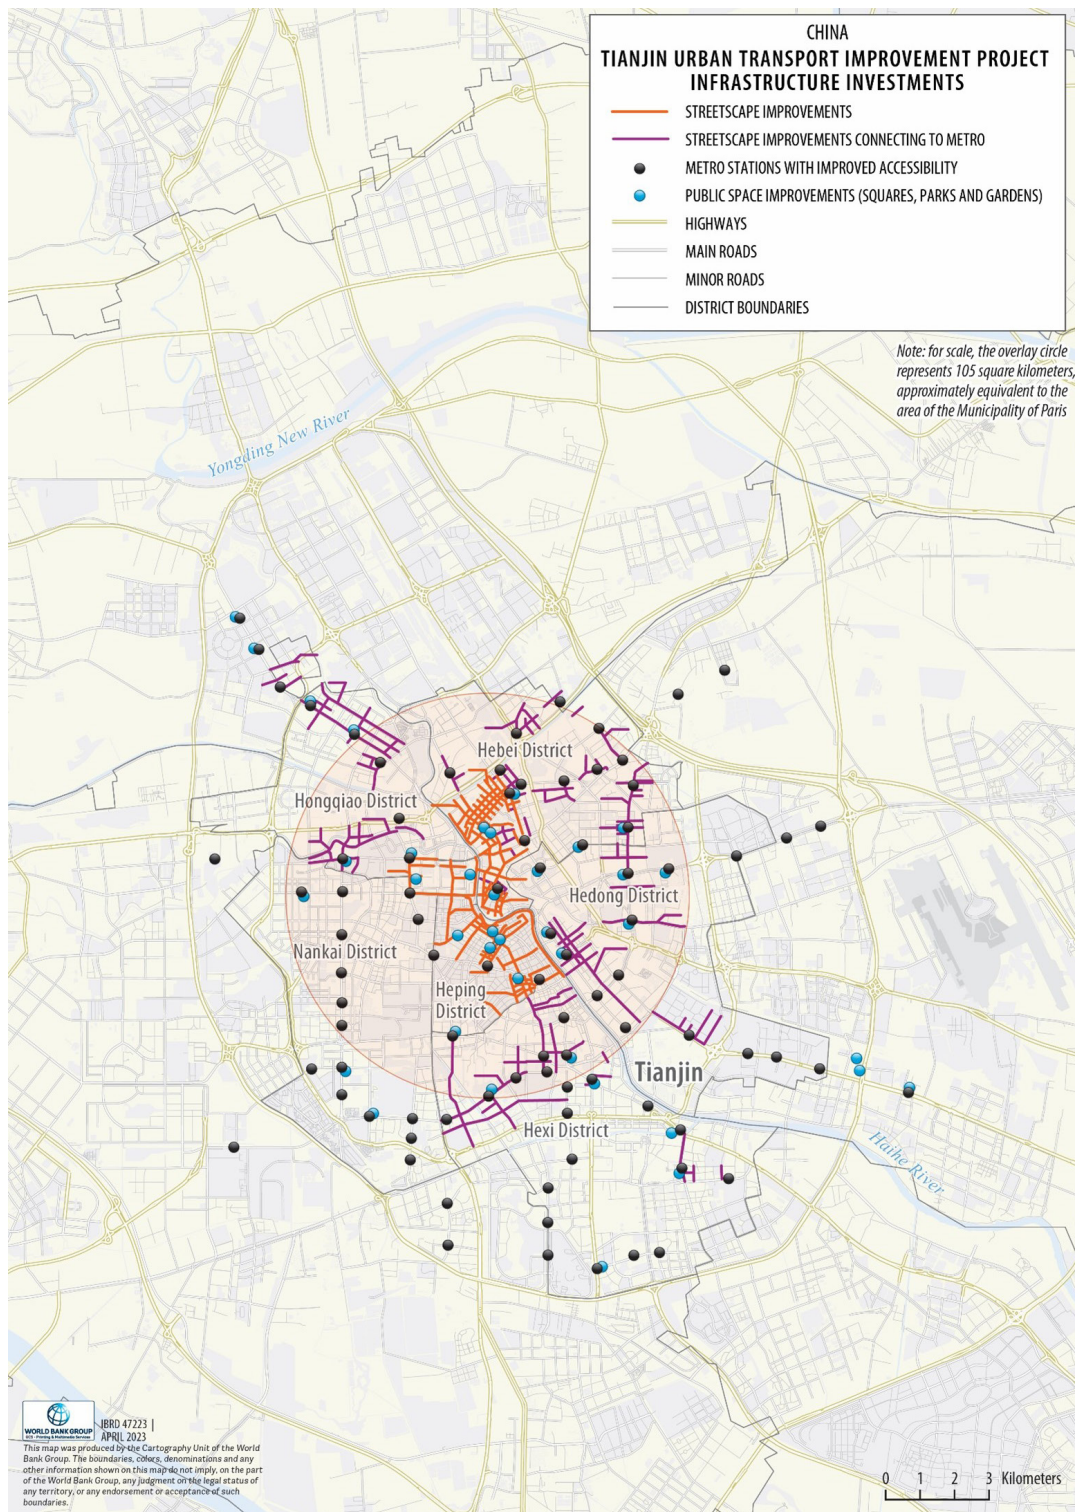 CHINA
TIANJIN URBAN TRANSPORT IMPROVEMENT PROJECT
INFRASTRUCTURE INVESTMENTS
STREETSCAPE IMPROVEMENTS
STREETSCAPE IMPROVEMENTS CONNECTING TO METRO
METRO STATIONS WITH IMPROVED ACCESSIBILITY
PUBLIC SPACE IMPROVEMENTS (SQUARES, PARKS AND GARDENS)
HIGHWAYS
MAIN ROADS
MINOR ROADS
DISTRICT BOUNDARIES
Note: for scale, the overlay circle
represents 105 square kilometers,
approximately equivalent to the
area of the Municipality of Paris
Yongding New River
Hebei District
Hongqiao District
Hedong District
Nankai District
Heping
District
Tianjin
Hexi District
Haihe River
WORLD BANK GROUP
GCS - Printing & Multimedia Services
IBRD 47223 |
APRIL 2023
This map was produced by the Cartography Unit of the World
Bank Group. The boundaries, colors, denominations and any
other information shown on this map do not imply, on the part
of the World Bank Group, any judgment on the legal status of
any territory, or any endorsement or acceptance of such
boundaries.
0 1 2 3 Kilometers